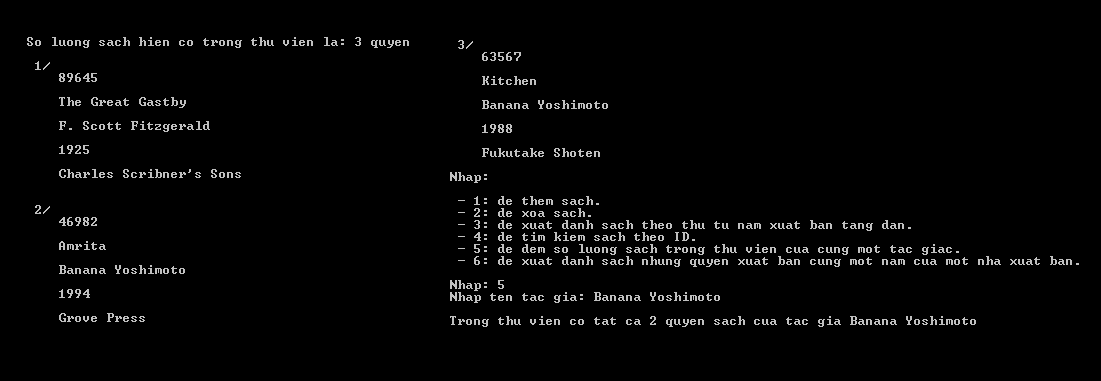 So luong sach hien co trong thu vien la: 3 quyen
1/
89645
The Great Gastby
F. Scott Fitzgerald
1925
Charles Scribner's Sons
2/
46982
Amrita
Banana Yoshimoto
1994
Grove Press
3/
63567
Kitchen
Banana Yoshimoto
1988
Fukutake Shoten
Nhap:
- 1: de them sach.
- 2: de xoa sach.
- 3: de xuat danh sach theo thu tu nam xuat ban tang dan.
- 4: de tim kiem sach theo ID.
- 5: de dem so luong sach trong thu vien cua cung mot tac giac.
- 6: de xuat danh sach nhung quyen xuat ban cung mot nam cua mot nha xuat ban.
Nhap: 5
Nhap ten tac gia: Banana Yoshimoto
Trong thu vien co tat ca 2 quyen sach cua tac gia Banana Yoshimoto